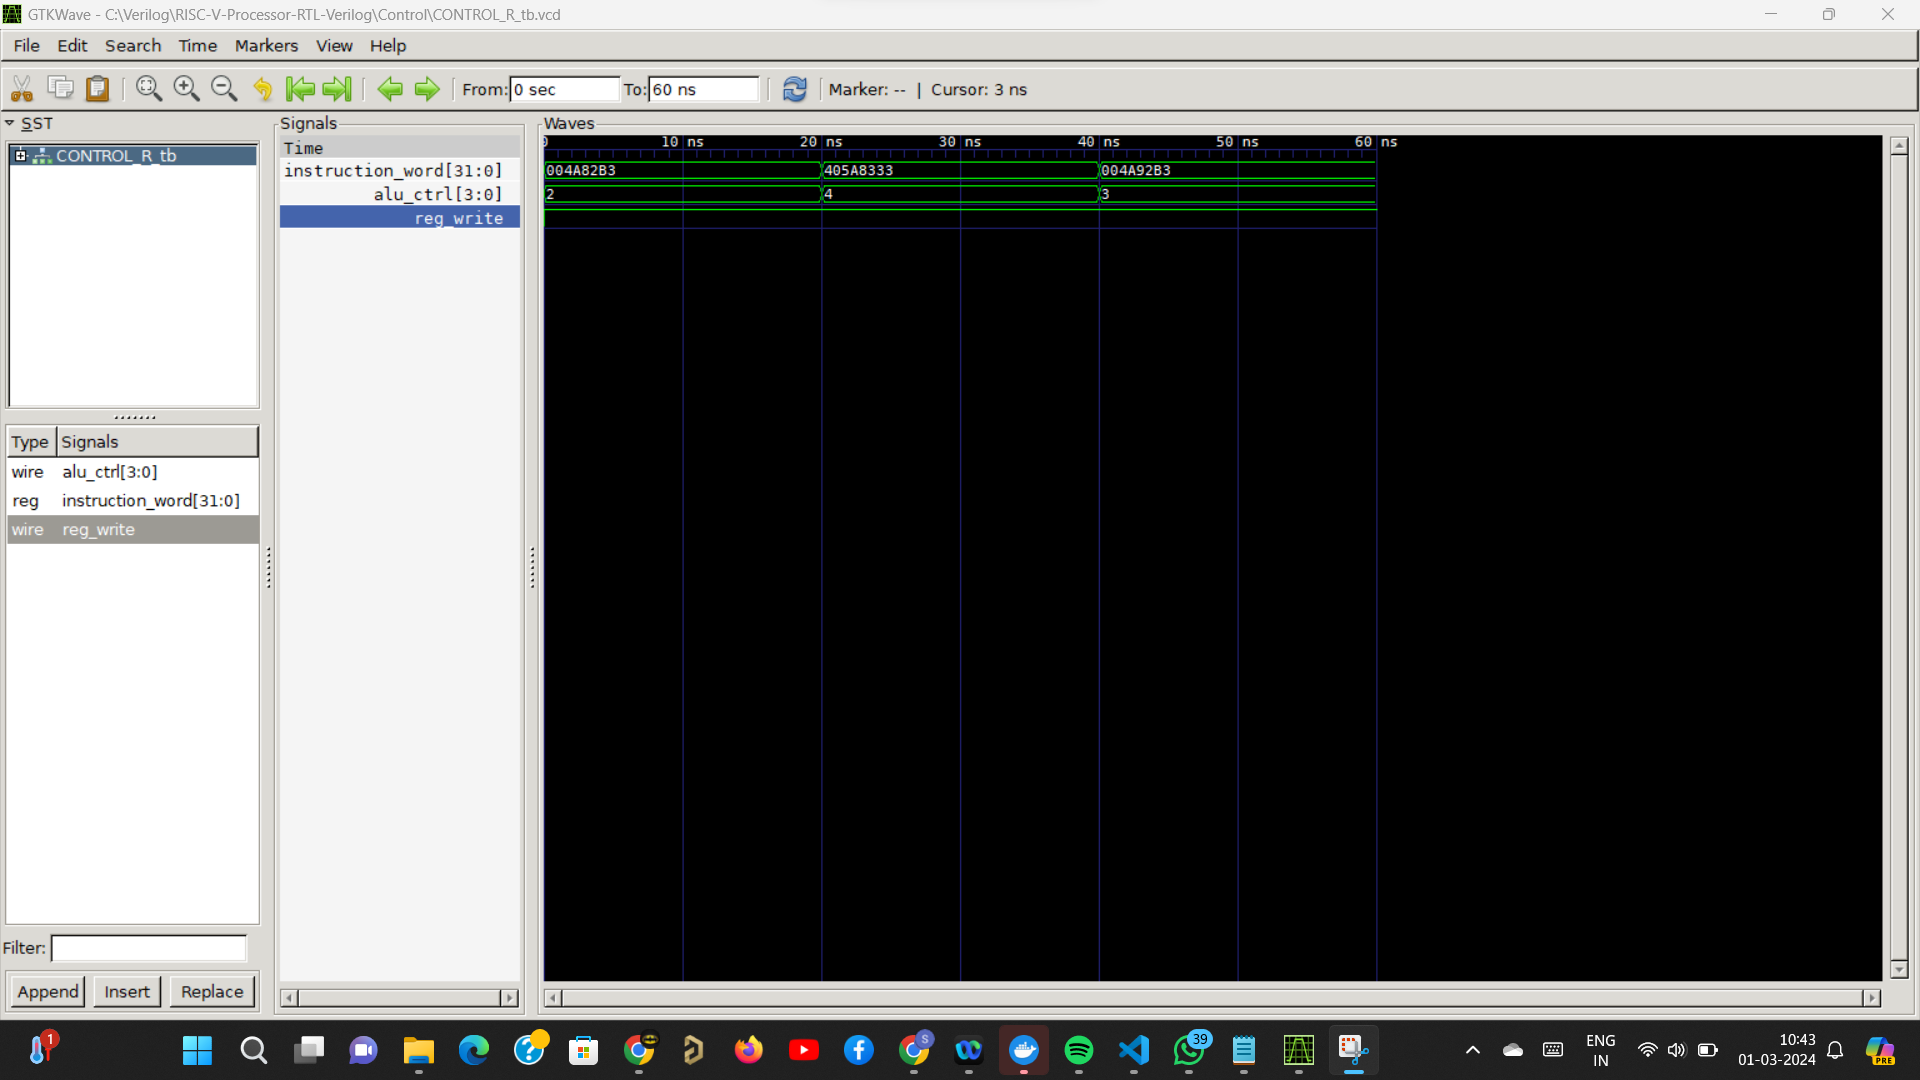 GTKWave - C:\Verilog\RISC-V-Processor-RTL-Verilog\Control\CONTROL_R_tb.vcd
File Edit Search Time Markers View Help
From: 0 sec To: 60 ns Marker: -- | Cursor: 3 ns
SST
CONTROL_R_tb
Type Signals
wire alu_ctrl[3:0]
reg instruction_word[31:0]
wire reg_write
Filter:
Append Insert Replace
Signals
Time
instruction_word[31:0]
alu_ctrl[3:0]
reg_write
Waves
10 ns 20 ns 30 ns 40 ns 50 ns 60 ns
004A82B3 405A8333 004A92B3
2 4 3
1
39
S
PRE
ENG
IN
10:43
01-03-2024